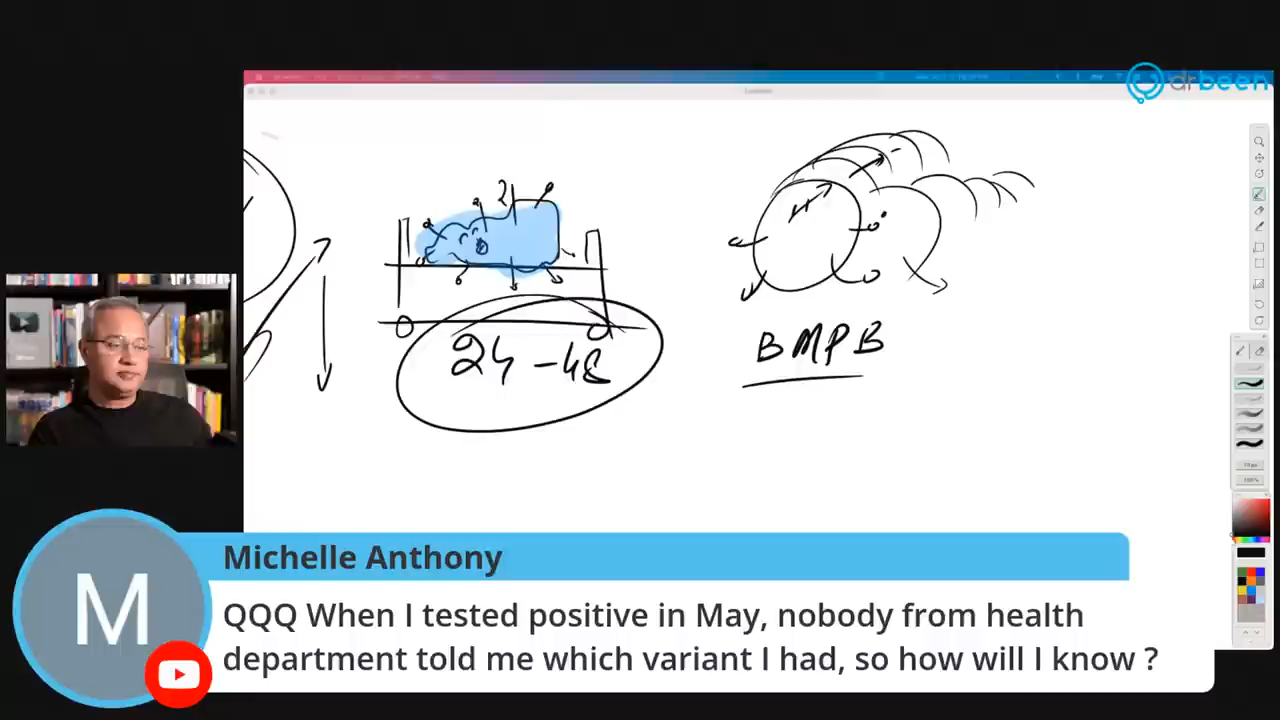 drbeen
24-48
BMPB
M
Michelle Anthony
QQQ When I tested positive in May, nobody from health
department told me which variant I had, so how will I know ?